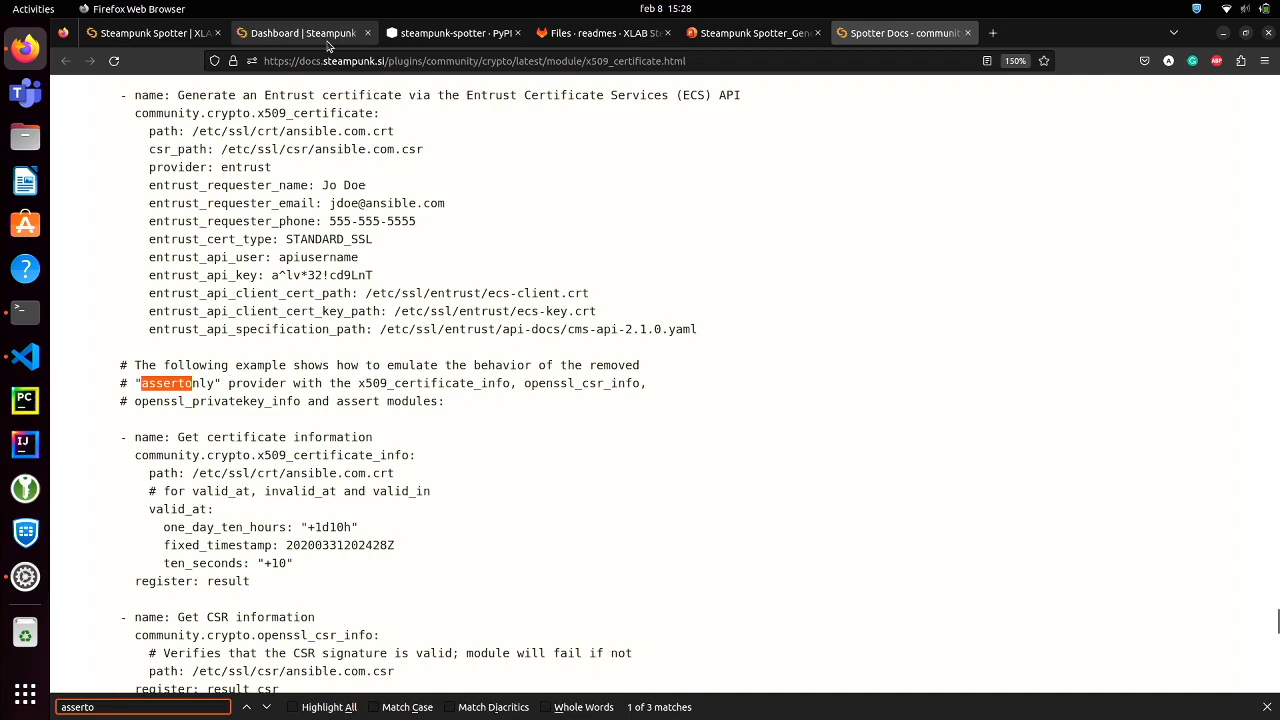 Activities
Firefox Web Browser
feb 8 15:28
Steampunk Spotter | XLA
Dashboard | Steampunk
steampunk-spotter · PyPI
Files : readmes · XLAB St
Steampunk Spotter_Gen
Spotter Docs - communit
https://docs.steampunk.si/plugins/community/crypto/latest/module/x509_certificate.html
150%
- name: Generate an Entrust certificate via the Entrust Certificate Services (ECS) API
community.crypto.x509_certificate:
path: /etc/ssl/crt/ansible.com.crt
csr_path: /etc/ssl/csr/ansible.com.csr
provider: entrust
entrust_requester_name: Jo Doe
entrust_requester_email: jdoe@ansible.com
entrust_requester_phone: 555-555-5555
entrust_cert_type: STANDARD_SSL
entrust_api_user: apiusername
entrust_api_key: a^lv*32!cd9LnT
entrust_api_client_cert_path: /etc/ssl/entrust/ecs-client.crt
entrust_api_client_cert_key_path: /etc/ssl/entrust/ecs-key.crt
entrust_api_specification_path: /etc/ssl/entrust/api-docs/cms-api-2.1.0.yaml
# The following example shows how to emulate the behavior of the removed
# "assertonly" provider with the x509_certificate_info, openssl_csr_info,
# openssl_privatekey_info and assert modules:
- name: Get certificate information
community.crypto.x509_certificate_info:
path: /etc/ssl/crt/ansible.com.crt
# for valid_at, invalid_at and valid_in
valid_at:
one_day_ten_hours: "+1d10h"
fixed_timestamp: 20200331202428Z
ten_seconds: "+10"
register: result
- name: Get CSR information
community.crypto.openssl_csr_info:
# Verifies that the CSR signature is valid; module will fail if not
path: /etc/ssl/csr/ansible.com.csr
register: result_csr
asserto
Highlight All
Match Case
Match Diacritics
Whole Words
1 of 3 matches